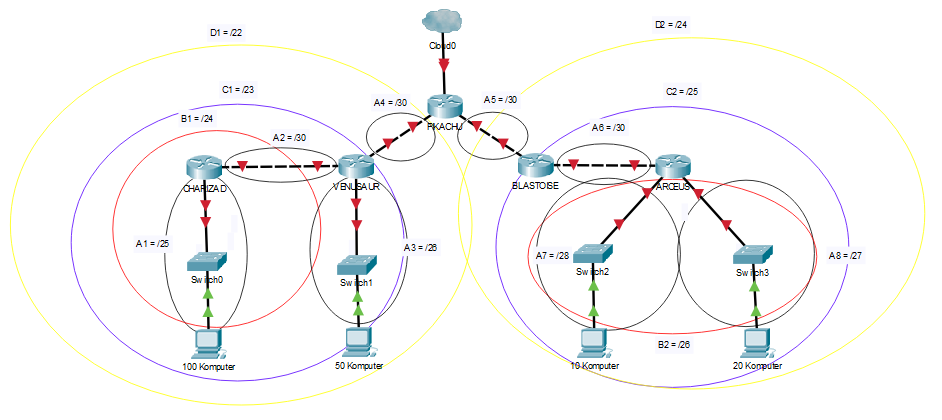 D1 = /22
D2 = /24
Cloud0
C1 = /23
C2 = /25
A4 = /30
A5 = /30
PIKACHU
B1 = /24
A2 = /30
A6 = /30
CHARIZAD
VENUSAUR
BLASTOISE
ARCEUS
A1 = /25
A3 = /26
A7 = /28
A8 = /27
Switch0
Switch1
Switch2
Switch3
B2 = /26
100 Komputer
50 Komputer
10 Komputer
20 Komputer